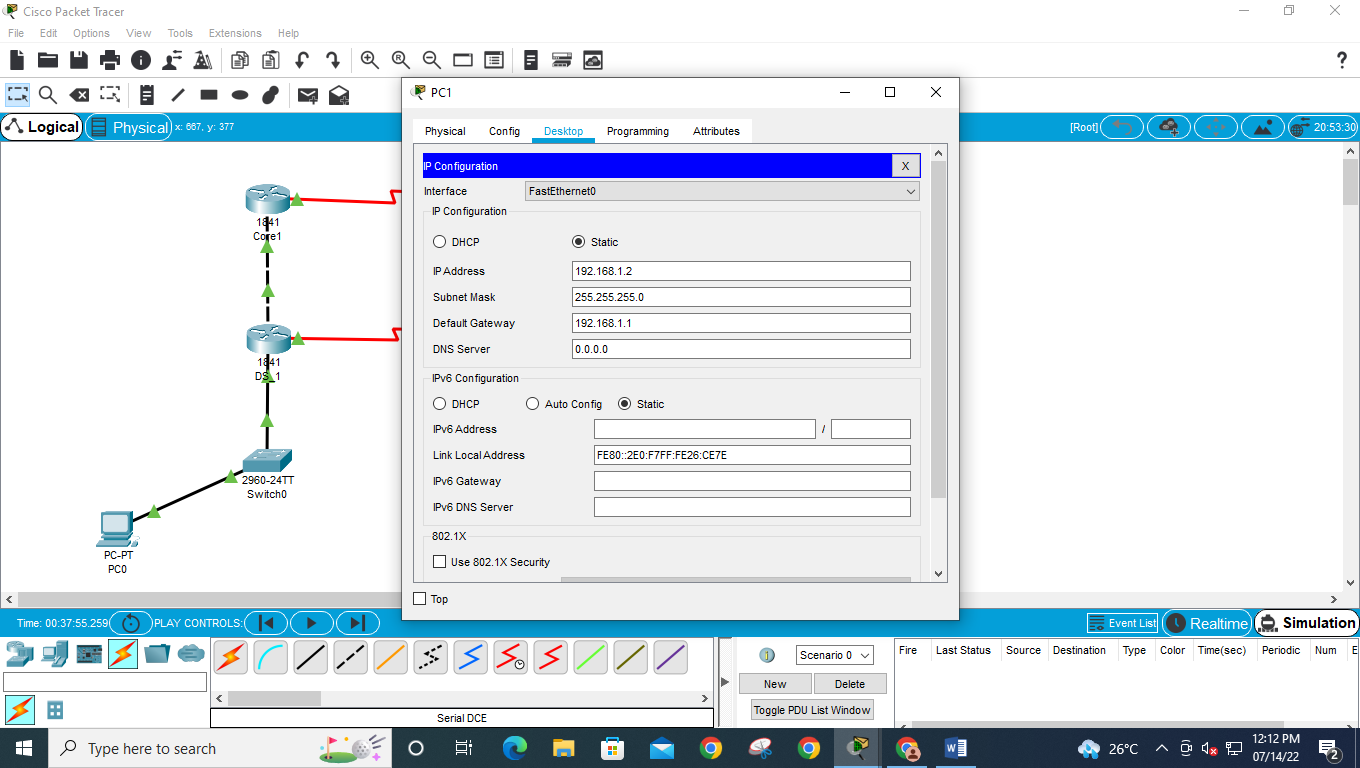 Cisco Packet Tracer
File Edit Options View Tools Extensions Help
PC1
Physical Config Desktop Programming Attributes
Logical Physical x: 667, y: 377
[Root] 20:53:30
IP Configuration X
Interface FastEthernet0
IP Configuration
DHCP Static
IP Address 192.168.1.2
Subnet Mask 255.255.255.0
Default Gateway 192.168.1.1
DNS Server 0.0.0.0
IPv6 Configuration
DHCP Auto Config Static
IPv6 Address /
Link Local Address FE80::2E0:F7FF:FE26:CE7E
IPv6 Gateway
IPv6 DNS Server
802.1X
Use 802.1X Security
Top
1841
Core1
1841
DS_1
2960-24TT
Switch0
PC-PT
PC0
Time: 00:37:55.259 PLAY CONTROLS: Event List Realtime Simulation
Serial DCE
Scenario 0
New Delete
Toggle PDU List Window
Fire Last Status Source Destination Type Color Time(sec) Periodic Num E
Type here to search
26°C
12:12 PM
07/14/22
2